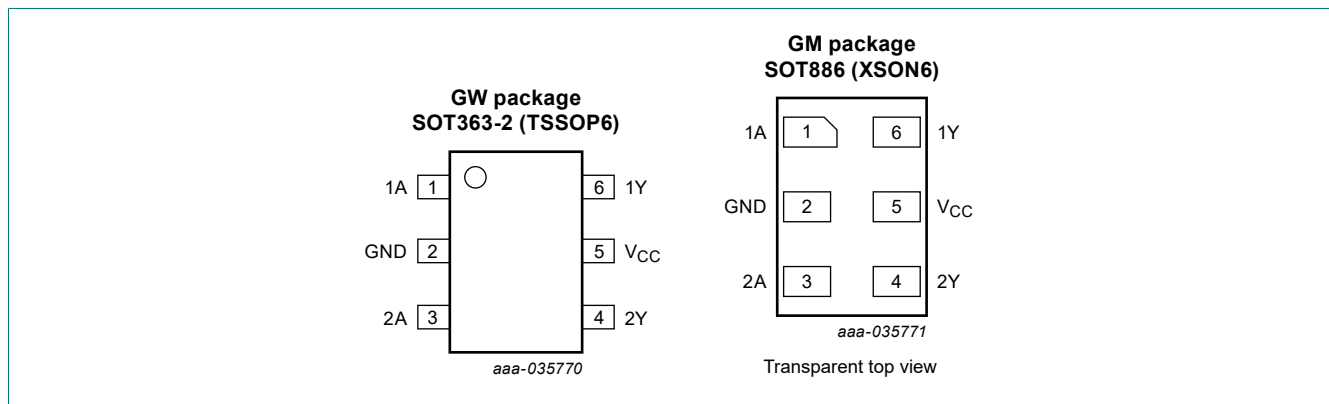 GW package
SOT363-2 (TSSOP6)
1A 1 6 1Y
GND 2 5 VCC
2A 3 4 2Y
aaa-035770
GM package
SOT886 (XSON6)
1A 1 6 1Y
GND 2 5 VCC
2A 3 4 2Y
aaa-035771
Transparent top view